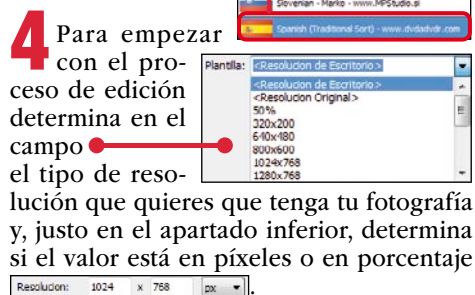 Slovenian - Marko - www.MPStudio.si
Spanish (Traditional Sort) - www.dvdadvdr.com
4 Para empezar
con el pro-
ceso de edición
determina en el
campo
Plantilla: <Resolucion de Escritorio>
<Resolucion de Escritorio>
<Resolucion Original>
50%
320x200
640x480
800x600
1024x768
1280x768
el tipo de reso-
lución que quieres que tenga tu fotografía
y, justo en el apartado inferior, determina
si el valor está en píxeles o en porcentaje
Resolucion: 1024 x 768 px .